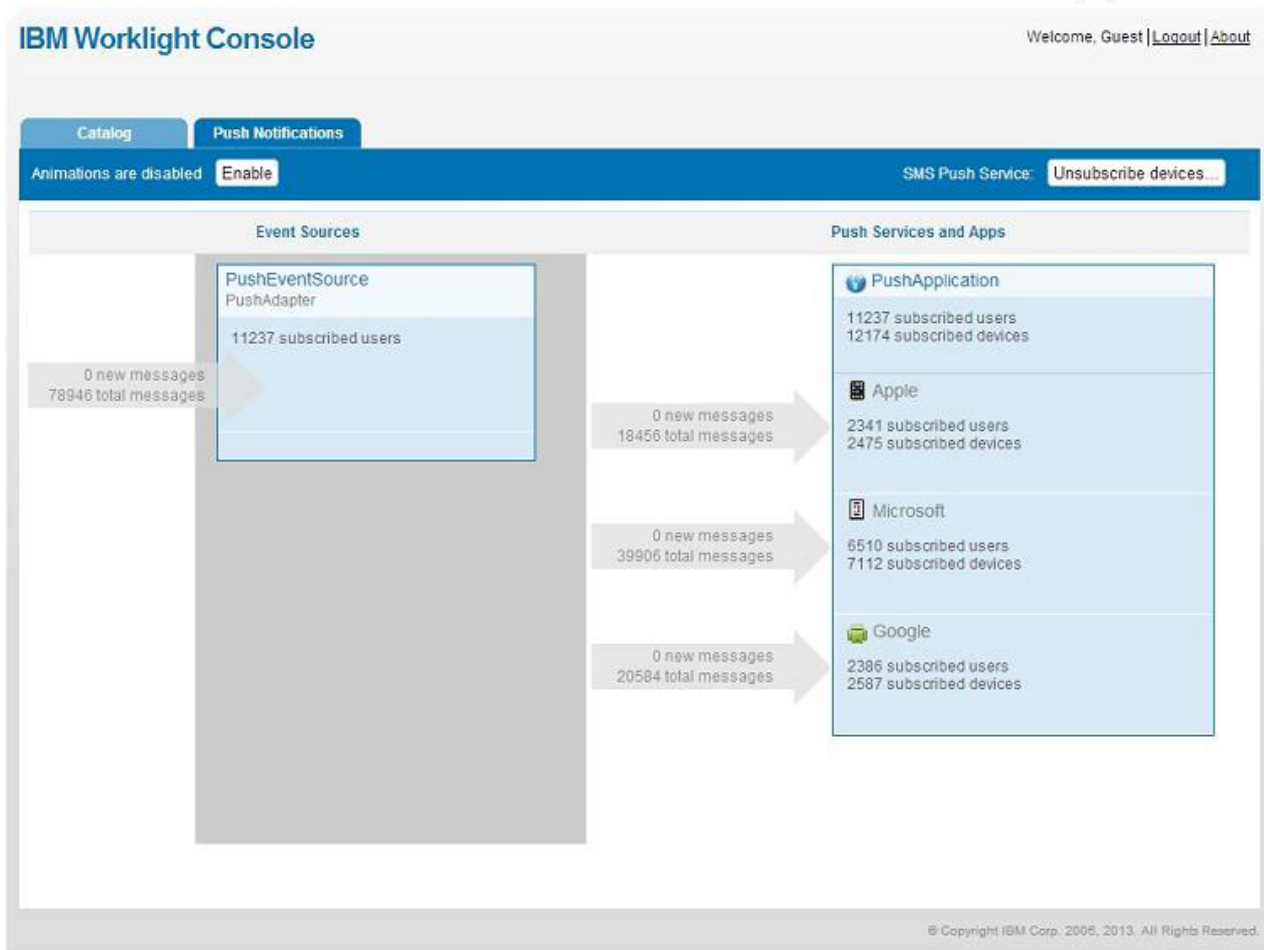 IBM Worklight Console
Welcome, Guest | Logout | About
Catalog
Push Notifications
Animations are disabled
Enable
SMS Push Service:
Unsubscribe devices...
Event Sources
Push Services and Apps
PushEventSource
PushAdapter
11237 subscribed users
0 new messages
78946 total messages
PushApplication
11237 subscribed users
12174 subscribed devices
0 new messages
18456 total messages
Apple
2341 subscribed users
2475 subscribed devices
0 new messages
39906 total messages
Microsoft
6510 subscribed users
7112 subscribed devices
0 new messages
20584 total messages
Google
2386 subscribed users
2587 subscribed devices
© Copyright IBM Corp. 2006, 2013. All Rights Reserved.